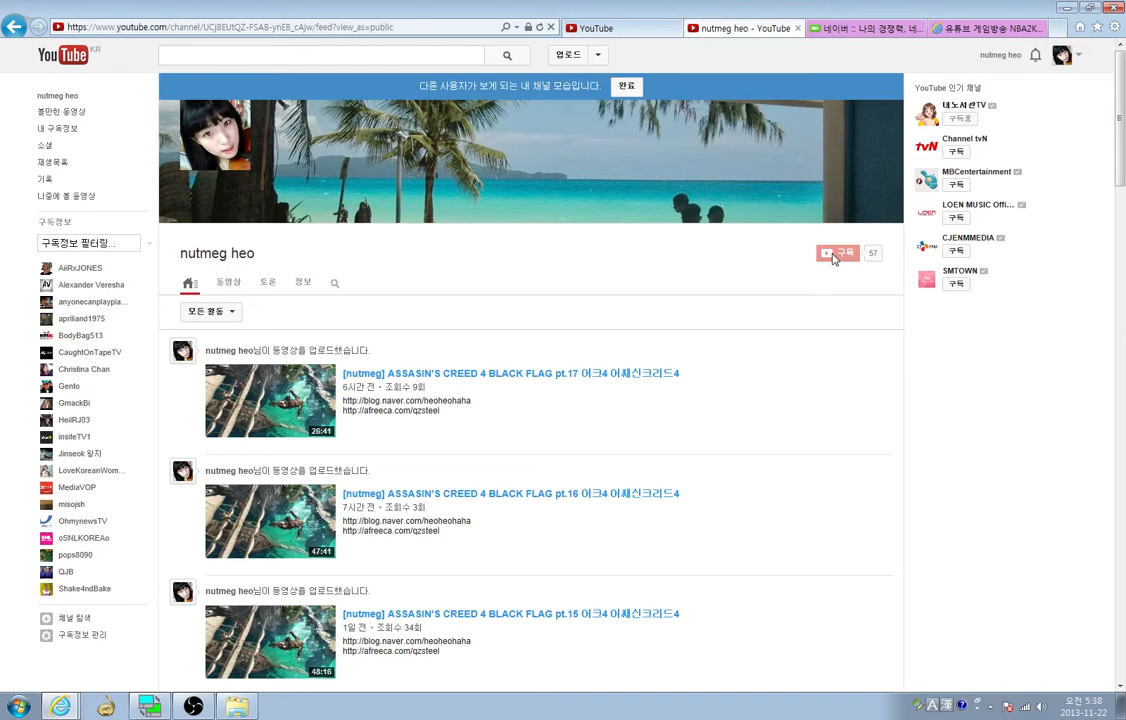 https://www.youtube.com/channel/UCj8EUtQZ-FSAB-ynEB_cAjw/feed?view_as=public
YouTube
nutmeg heo - YouTube
네이버 :: 나의 경쟁력, 네...
유튜브 게임방송 NBA2K...
YouTube KR
업로드
nutmeg heo
nutmeg heo
볼만한 동영상
내 구독정보
소셜
재생목록
기록
나중에 볼 동영상
구독정보
구독정보 필터링...
AiiRxJONES
Alexander Veresha
anyonecanplaypia...
apriliand1975
BodyBag513
CaughtOnTapeTV
Christina Chan
Gento
GmackBi
HeilRJ03
insiteTV1
Jinseok 왕자
LoveKoreanWom...
MediaVOP
misojsh
OhmynewsTV
oSNLKOREAo
pops8090
QJB
Shake4ndBake
채널 탐색
구독정보 관리
다른 사용자가 보게 되는 내 채널 모습입니다.
완료
nutmeg heo
구독
57
동영상
토론
정보
모든 활동
nutmeg heo님이 동영상을 업로드했습니다.
[nutmeg] ASSASIN'S CREED 4 BLACK FLAG pt.17 어크4 어쌔신크리드4
6시간 전 • 조회수 9회
http://blog.naver.com/heoheohaha
http://afreeca.com/qzsteel
26:41
nutmeg heo님이 동영상을 업로드했습니다.
[nutmeg] ASSASIN'S CREED 4 BLACK FLAG pt.16 어크4 어쌔신크리드4
7시간 전 • 조회수 3회
http://blog.naver.com/heoheohaha
http://afreeca.com/qzsteel
47:41
nutmeg heo님이 동영상을 업로드했습니다.
[nutmeg] ASSASIN'S CREED 4 BLACK FLAG pt.15 어크4 어쌔신크리드4
1일 전 • 조회수 34회
http://blog.naver.com/heoheohaha
http://afreeca.com/qzsteel
48:16
YouTube 인기 채널
구독중
Channel tvN
구독
MBCentertainment
구독
LOEN MUSIC Offi...
구독
CJENMMEDIA
구독
SMTOWN
구독
A 漢
오전 5:38
2013-11-22